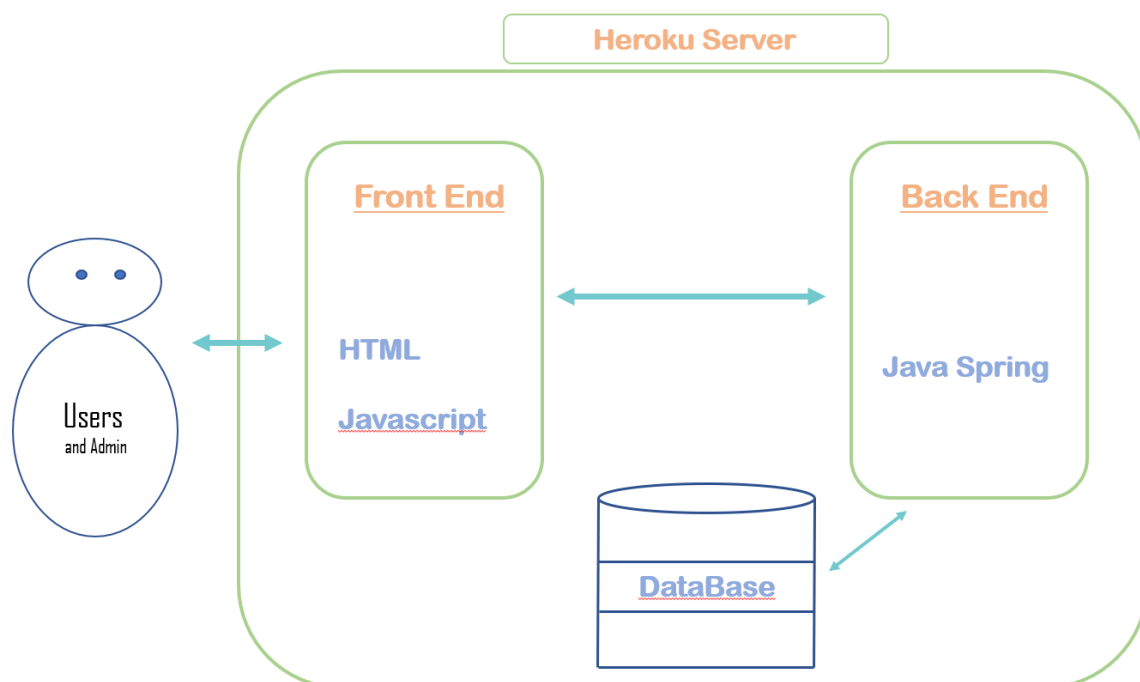 Heroku Server
Front End
Back End
HTML
Java Spring
Javascript
Users
and Admin
DataBase